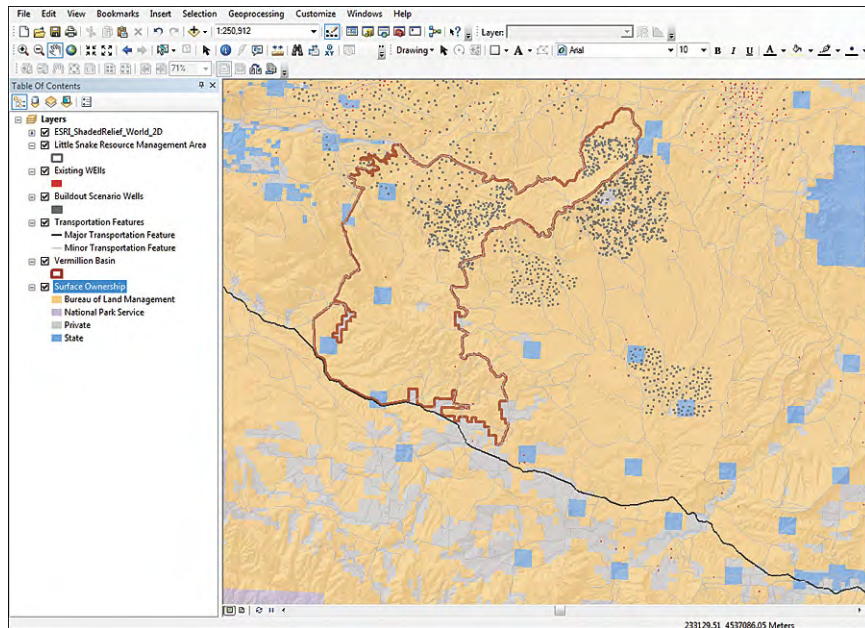 File Edit View Bookmarks Insert Selection Geoprocessing Customize Windows Help
1:250,912
Layer:
Drawing
Arial
10
B I U A
71%
Table Of Contents
Layers
ESRI_ShadedRelief_World_2D
Little Snake Resource Management Area
Existing WElls
Buildout Scenario Wells
Transportation Features
Major Transportation Feature
Minor Transportation Feature
Vermillion Basin
Surface Ownership
Bureau of Land Management
National Park Service
Private
State
233129.51 4537086.05 Meters